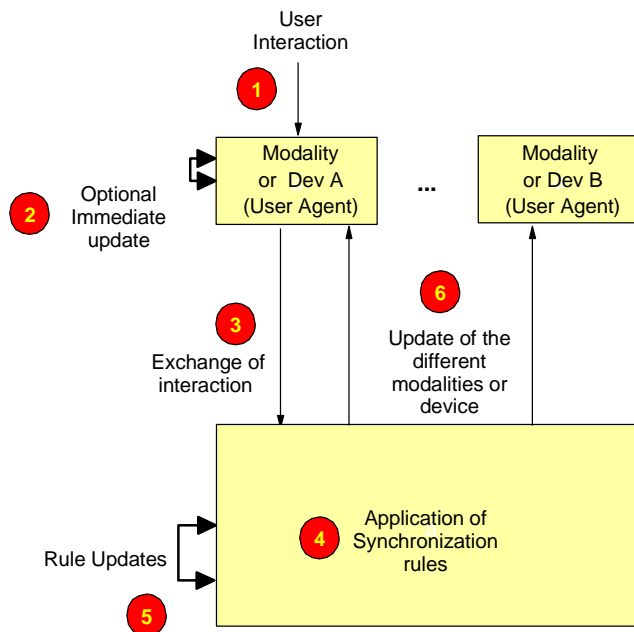 User
Interaction
1
Modality
or Dev A
(User Agent)
...
Modality
or Dev B
(User Agent)
2
Optional
Immediate
update
3
Exchange of
interaction
6
Update of the
different
modalities or
device
4
Application of
Synchronization
rules
Rule Updates
5